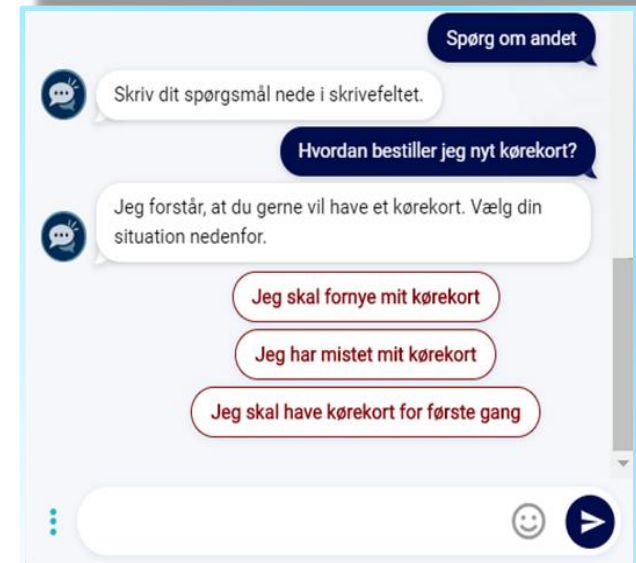 Spørg om andet
Skriv dit spørgsmål nede i skrivefeltet.
Hvordan bestiller jeg nyt kørekort?
Jeg forstår, at du gerne vil have et kørekort. Vælg din
situation nedenfor.
Jeg skal fornye mit kørekort
Jeg har mistet mit kørekort
Jeg skal have kørekort for første gang